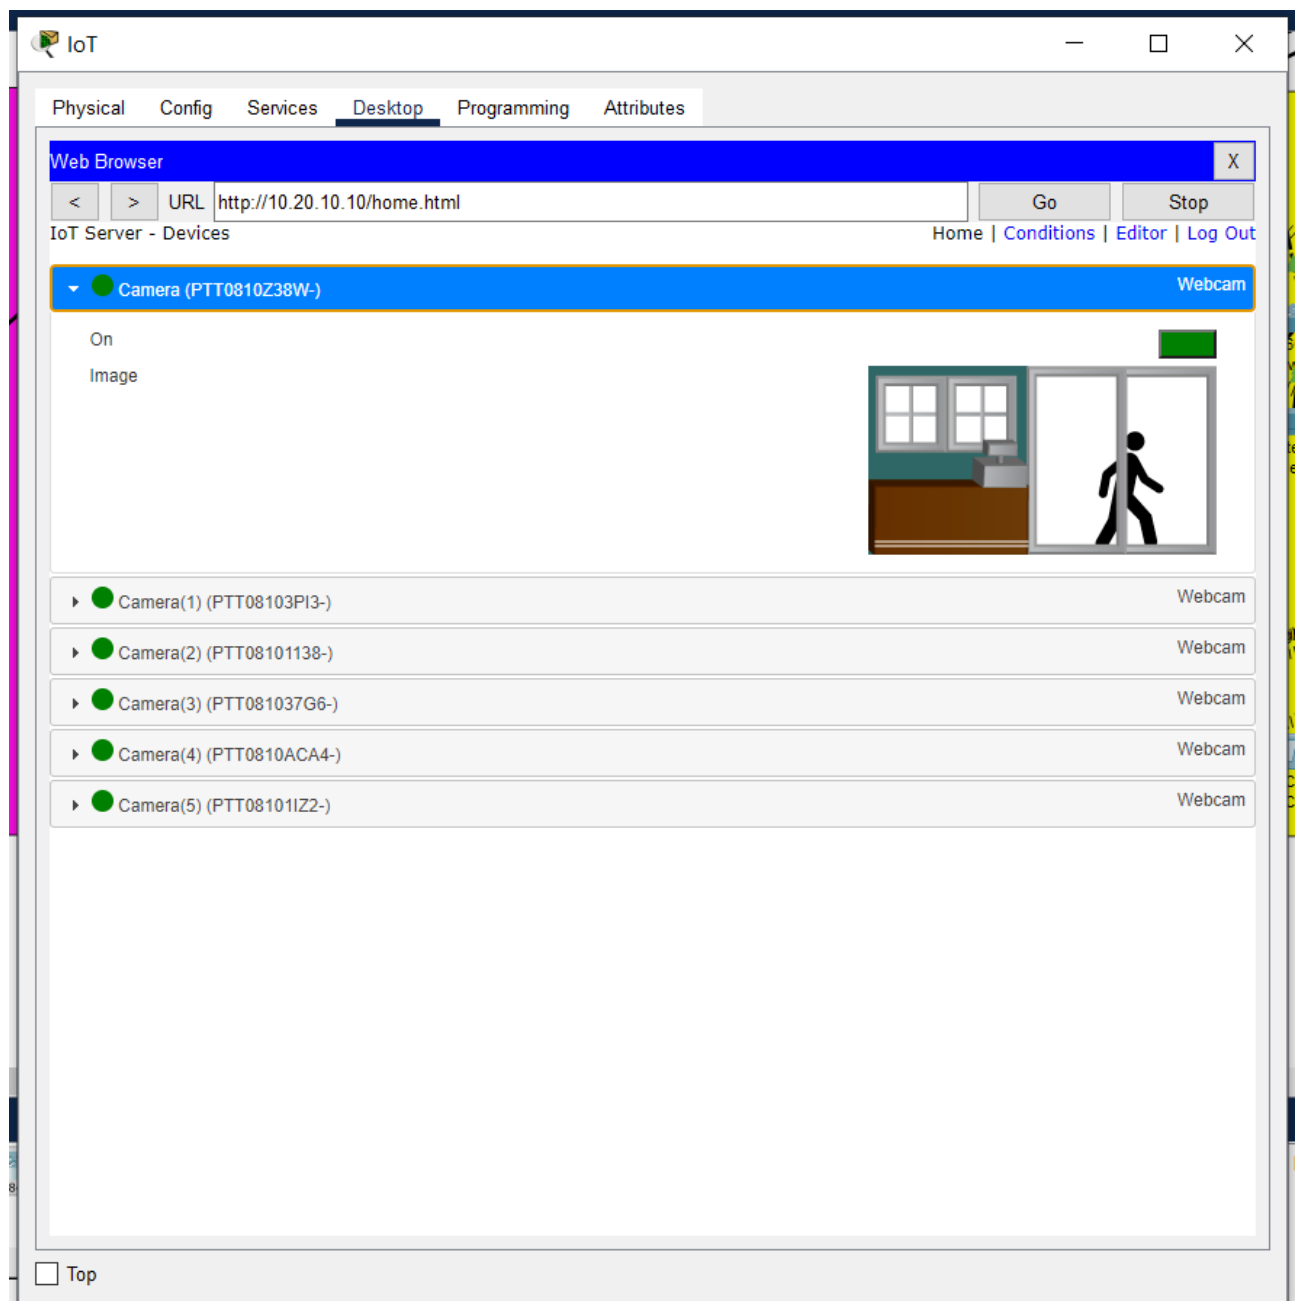 IoT
Physical Config Services Desktop Programming Attributes
Web Browser X
< > URL http://10.20.10.10/home.html Go Stop
IoT Server - Devices Home | Conditions | Editor | Log Out
Camera (PTT0810Z38W-) Webcam
On
Image
Camera(1) (PTT08103PI3-) Webcam
Camera(2) (PTT08101138-) Webcam
Camera(3) (PTT081037G6-) Webcam
Camera(4) (PTT0810ACA4-) Webcam
Camera(5) (PTT08101IZ2-) Webcam
Top